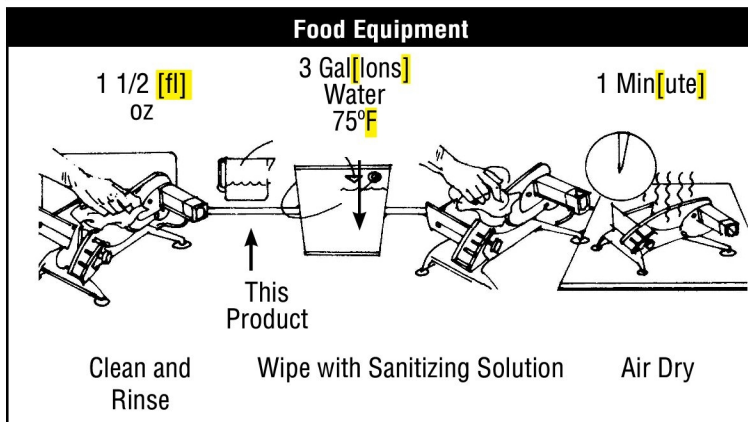 Food Equipment
1 1/2 [fl]
oz
3 Gal[lons]
Water
75ºF
1 Min[ute]
This
Product
Clean and
Rinse
Wipe with Sanitizing Solution
Air Dry